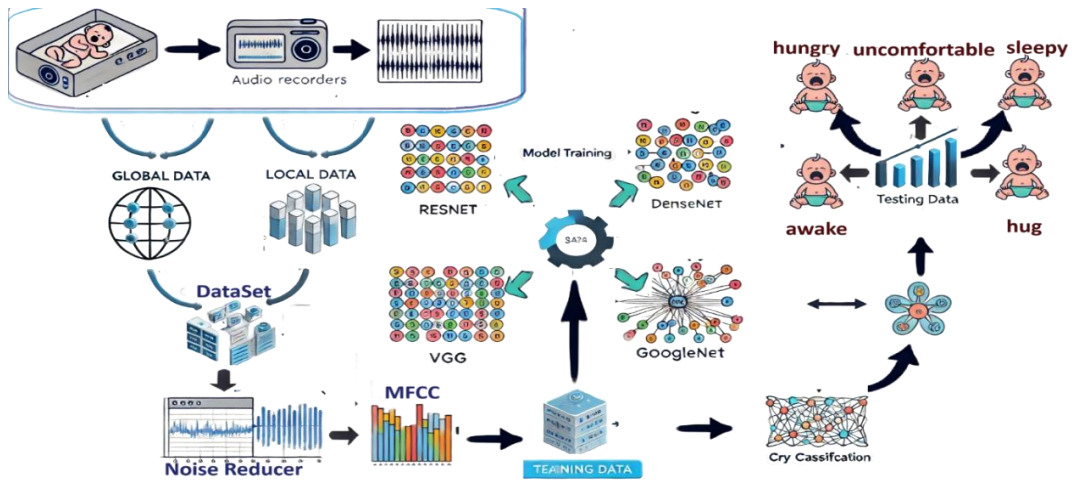 Audio recorders
hungry uncomfortable sleepy
GLOBAL DATA
LOCAL DATA
RESNET
Model Training
DenseNet
Testing Data
awake
hug
DataSet
VGG
GoogleNet
MFCC
Noise Reducer
TEANING DATA
Cry Cassifcation